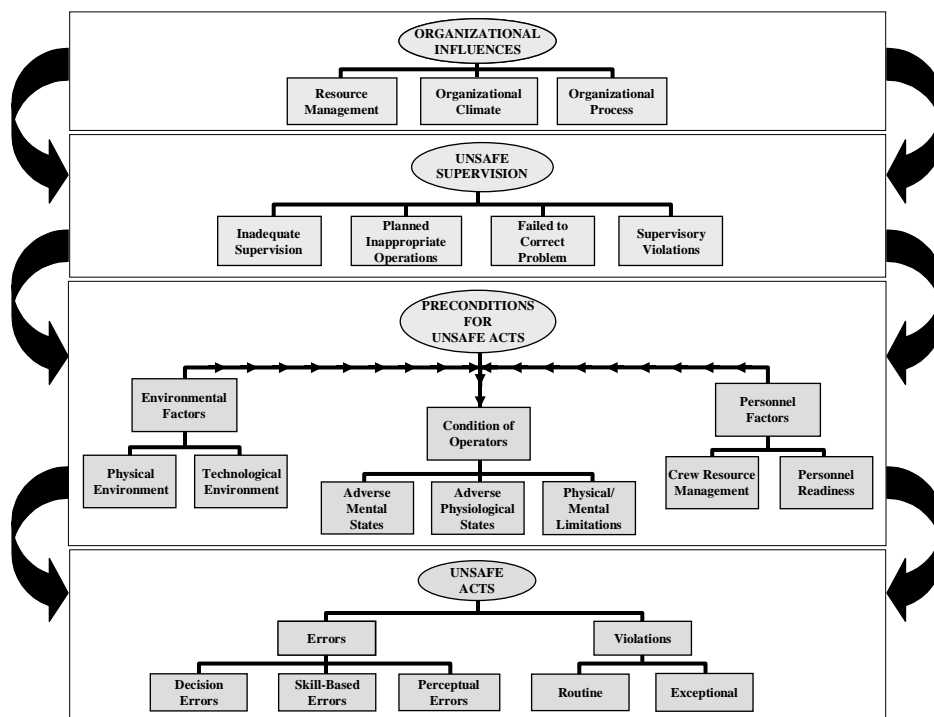 ORGANIZATIONAL
INFLUENCES
Resource
Management
Organizational
Climate
Organizational
Process
UNSAFE
SUPERVISION
Inadequate
Supervision
Planned
Inappropriate
Operations
Failed to
Correct
Problem
Supervisory
Violations
PRECONDITIONS
FOR
UNSAFE ACTS
Environmental
Factors
Personnel
Factors
Condition of
Operators
Physical
Environment
Technological
Environment
Crew Resource
Management
Personnel
Readiness
Adverse
Mental
States
Adverse
Physiological
States
Physical/
Mental
Limitations
UNSAFE
ACTS
Errors
Violations
Decision
Errors
Skill-Based
Errors
Perceptual
Errors
Routine
Exceptional